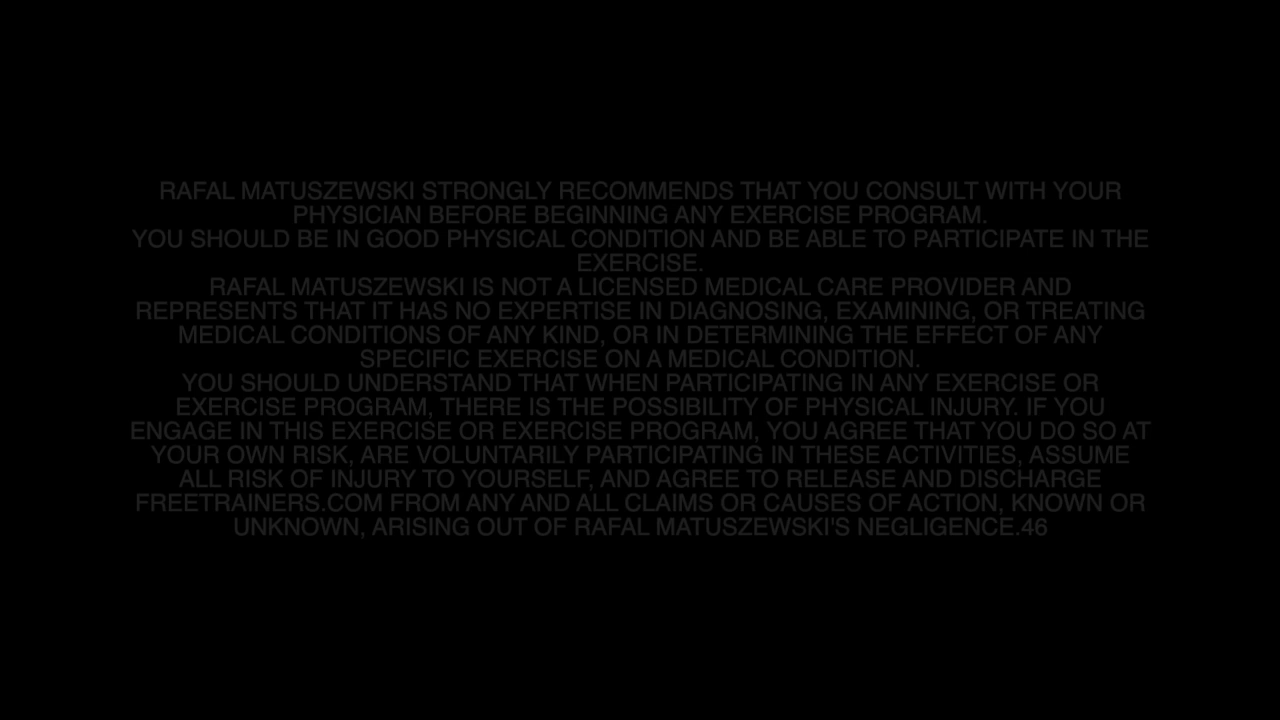 RAFAL MATUSZEWSKI STRONGLY RECOMMENDS THAT YOU CONSULT WITH YOUR
PHYSICIAN BEFORE BEGINNING ANY EXERCISE PROGRAM.
YOU SHOULD BE IN GOOD PHYSICAL CONDITION AND BE ABLE TO PARTICIPATE IN THE
EXERCISE.
RAFAL MATUSZEWSKI IS NOT A LICENSED MEDICAL CARE PROVIDER AND
REPRESENTS THAT IT HAS NO EXPERTISE IN DIAGNOSING, EXAMINING, OR TREATING
MEDICAL CONDITIONS OF ANY KIND, OR IN DETERMINING THE EFFECT OF ANY
SPECIFIC EXERCISE ON A MEDICAL CONDITION.
YOU SHOULD UNDERSTAND THAT WHEN PARTICIPATING IN ANY EXERCISE OR
EXERCISE PROGRAM, THERE IS THE POSSIBILITY OF PHYSICAL INJURY. IF YOU
ENGAGE IN THIS EXERCISE OR EXERCISE PROGRAM, YOU AGREE THAT YOU DO SO AT
YOUR OWN RISK, ARE VOLUNTARILY PARTICIPATING IN THESE ACTIVITIES, ASSUME
ALL RISK OF INJURY TO YOURSELF, AND AGREE TO RELEASE AND DISCHARGE
FREETRAINERS.COM FROM ANY AND ALL CLAIMS OR CAUSES OF ACTION, KNOWN OR
UNKNOWN, ARISING OUT OF RAFAL MATUSZEWSKI'S NEGLIGENCE.46